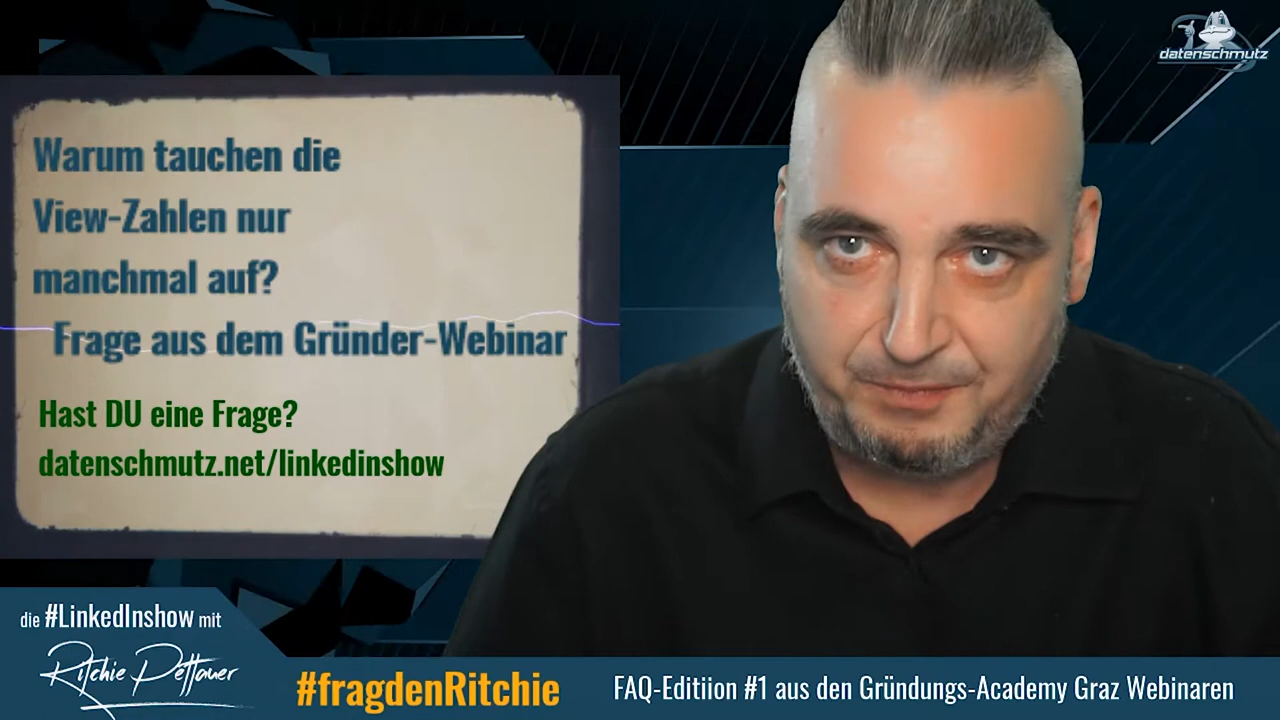 datenschmutz
Warum tauchen die
View-Zahlen nur
manchmal auf?
Frage aus dem Gründer-Webinar
Hast DU eine Frage?
datenschmutz.net/linkedinshow
die #LinkedInshow mit
Ritchie Pettauer
#fragdenRitchie
FAQ-Editiion #1 aus den Gründungs-Academy Graz Webinaren